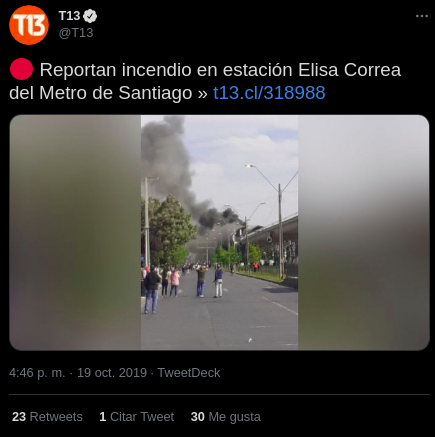 T13
T13
@T13
Reportan incendio en estación Elisa Correa
del Metro de Santiago » t13.cl/318988
4:46 p. m. · 19 oct. 2019 · TweetDeck
23 Retweets 1 Citar Tweet 30 Me gusta